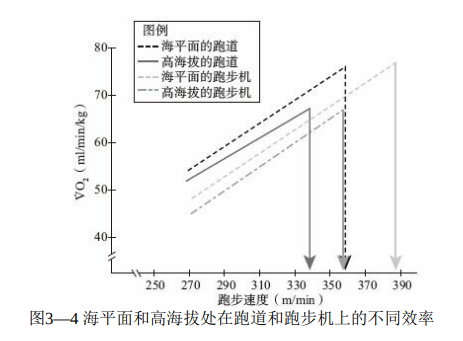 图例
海平面的跑道
高海拔的跑道
海平面的跑步机
高海拔的跑步机
80
70
60
50
40
V̇O₂（ml/min/kg）
250 270 290 310 330 350 370 390
跑步速度（m/min）
图3—4 海平面和高海拔处在跑道和跑步机上的不同效率